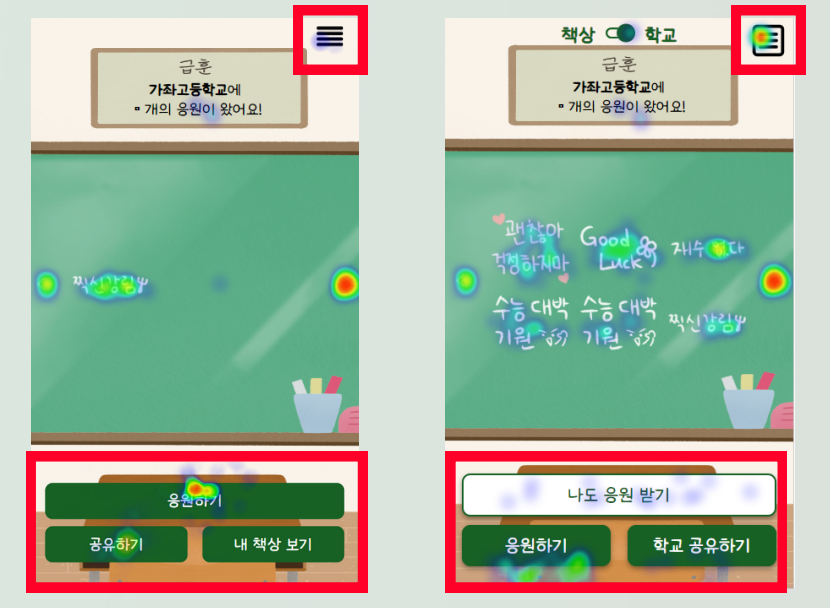 급훈
가좌고등학교에
개의 응원이 왔어요!
찍신강림
응원하기
공유하기
내 책상 보기
책상 학교
급훈
가좌고등학교에
개의 응원이 왔어요!
괜찮아
걱정하지마
Good
Luck
수능 대박
기원
수능 대박
기원
찍신강림
나도 응원 받기
응원하기
학교 공유하기